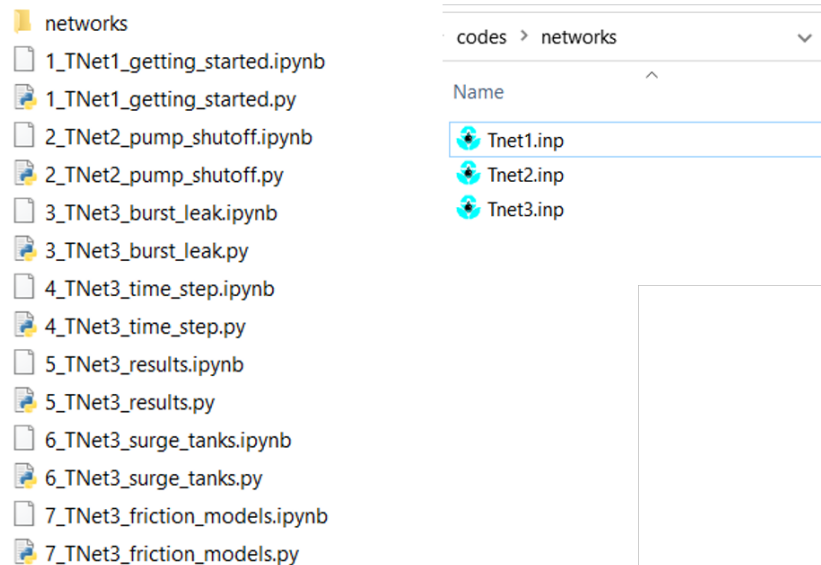 networks
1_TNet1_getting_started.ipynb
1_TNet1_getting_started.py
2_TNet2_pump_shutoff.ipynb
2_TNet2_pump_shutoff.py
3_TNet3_burst_leak.ipynb
3_TNet3_burst_leak.py
4_TNet3_time_step.ipynb
4_TNet3_time_step.py
5_TNet3_results.ipynb
5_TNet3_results.py
6_TNet3_surge_tanks.ipynb
6_TNet3_surge_tanks.py
7_TNet3_friction_models.ipynb
7_TNet3_friction_models.py
codes > networks
Name
Tnet1.inp
Tnet2.inp
Tnet3.inp